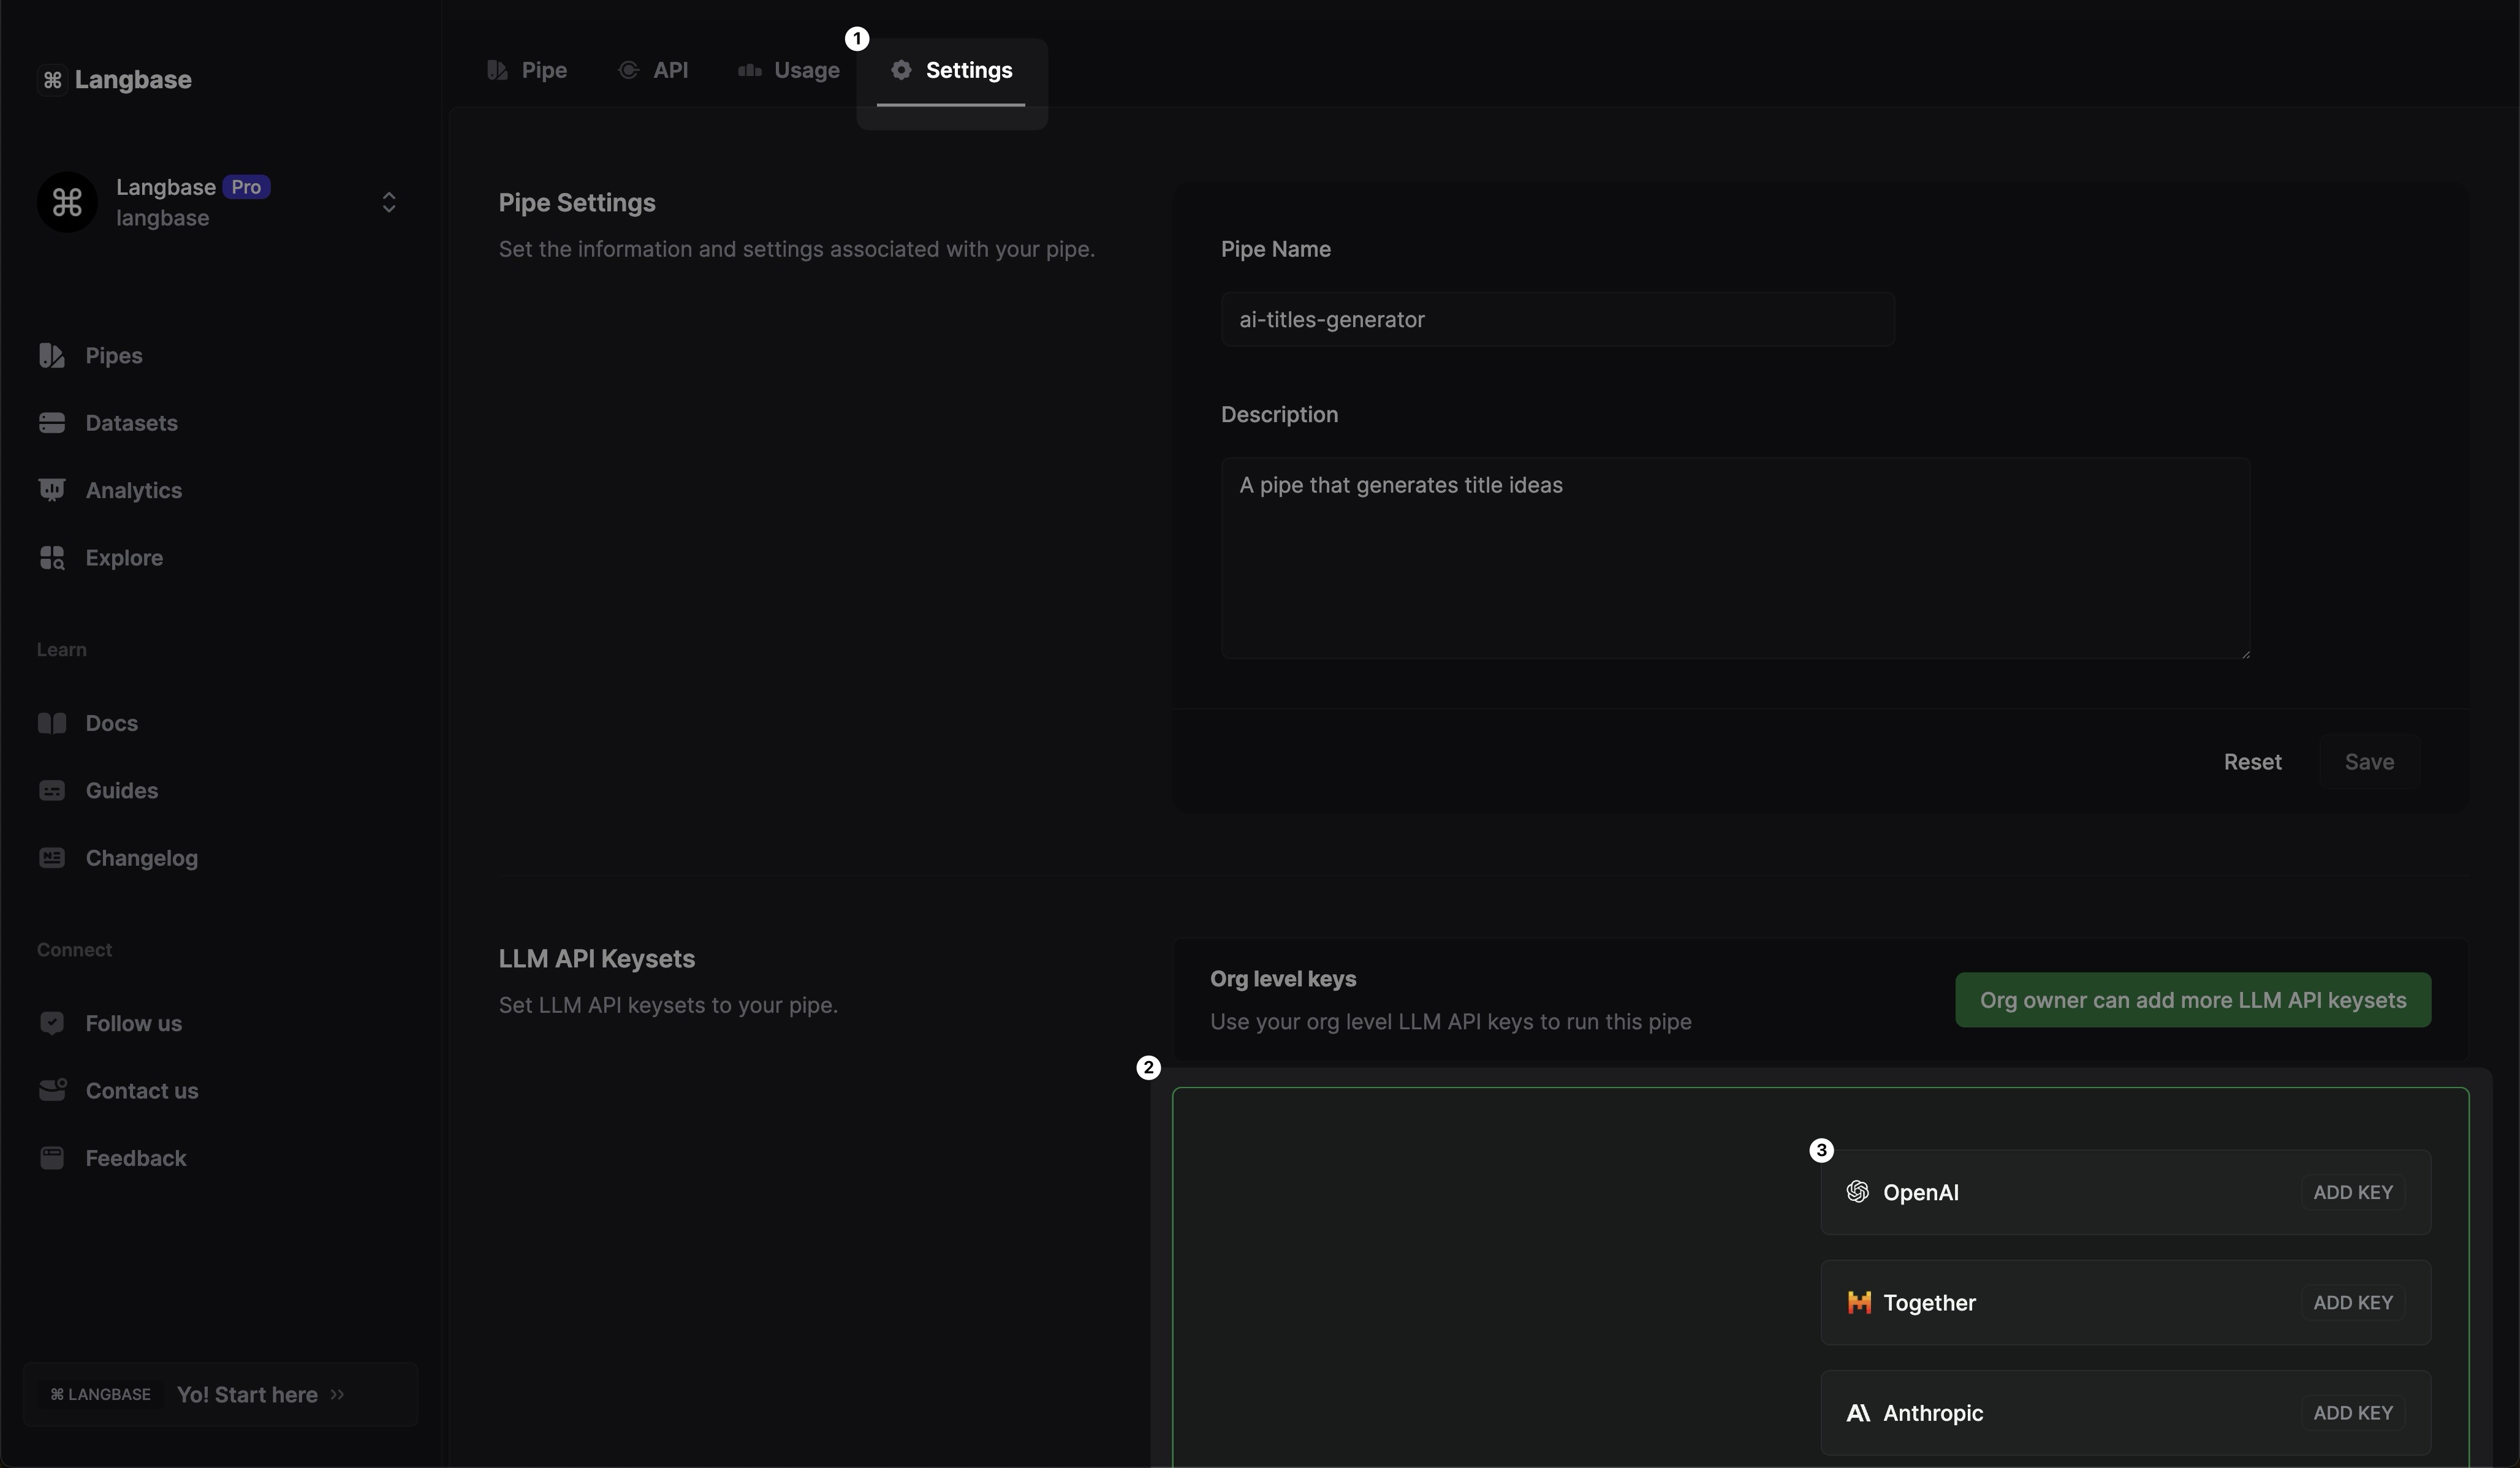 ⌘ Langbase
Langbase Pro
langbase
Pipes
Datasets
Analytics
Explore
Learn
Docs
Guides
Changelog
Connect
Follow us
Contact us
Feedback
⌘ LANGBASE Yo! Start here >>
Pipe API Usage 1 Settings
Pipe Settings
Set the information and settings associated with your pipe.
Pipe Name
ai-titles-generator
Description
A pipe that generates title ideas
Reset Save
LLM API Keysets
Set LLM API keysets to your pipe.
Org level keys
Use your org level LLM API keys to run this pipe
Org owner can add more LLM API keysets
2
3
OpenAI ADD KEY
Together ADD KEY
Anthropic ADD KEY